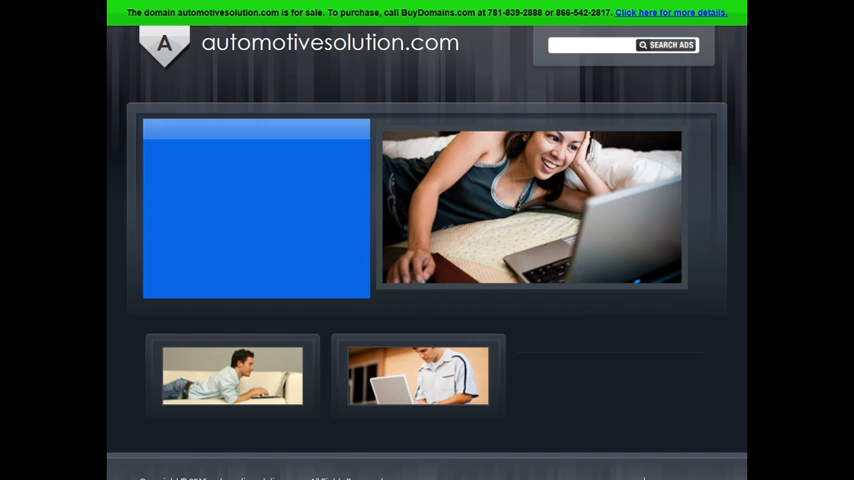 The domain automotivesolution.com is for sale. To purchase, call BuyDomains.com at 781-839-2888 or 866-542-2817. Click here for more details.
A automotivesolution.com
SEARCH ADS